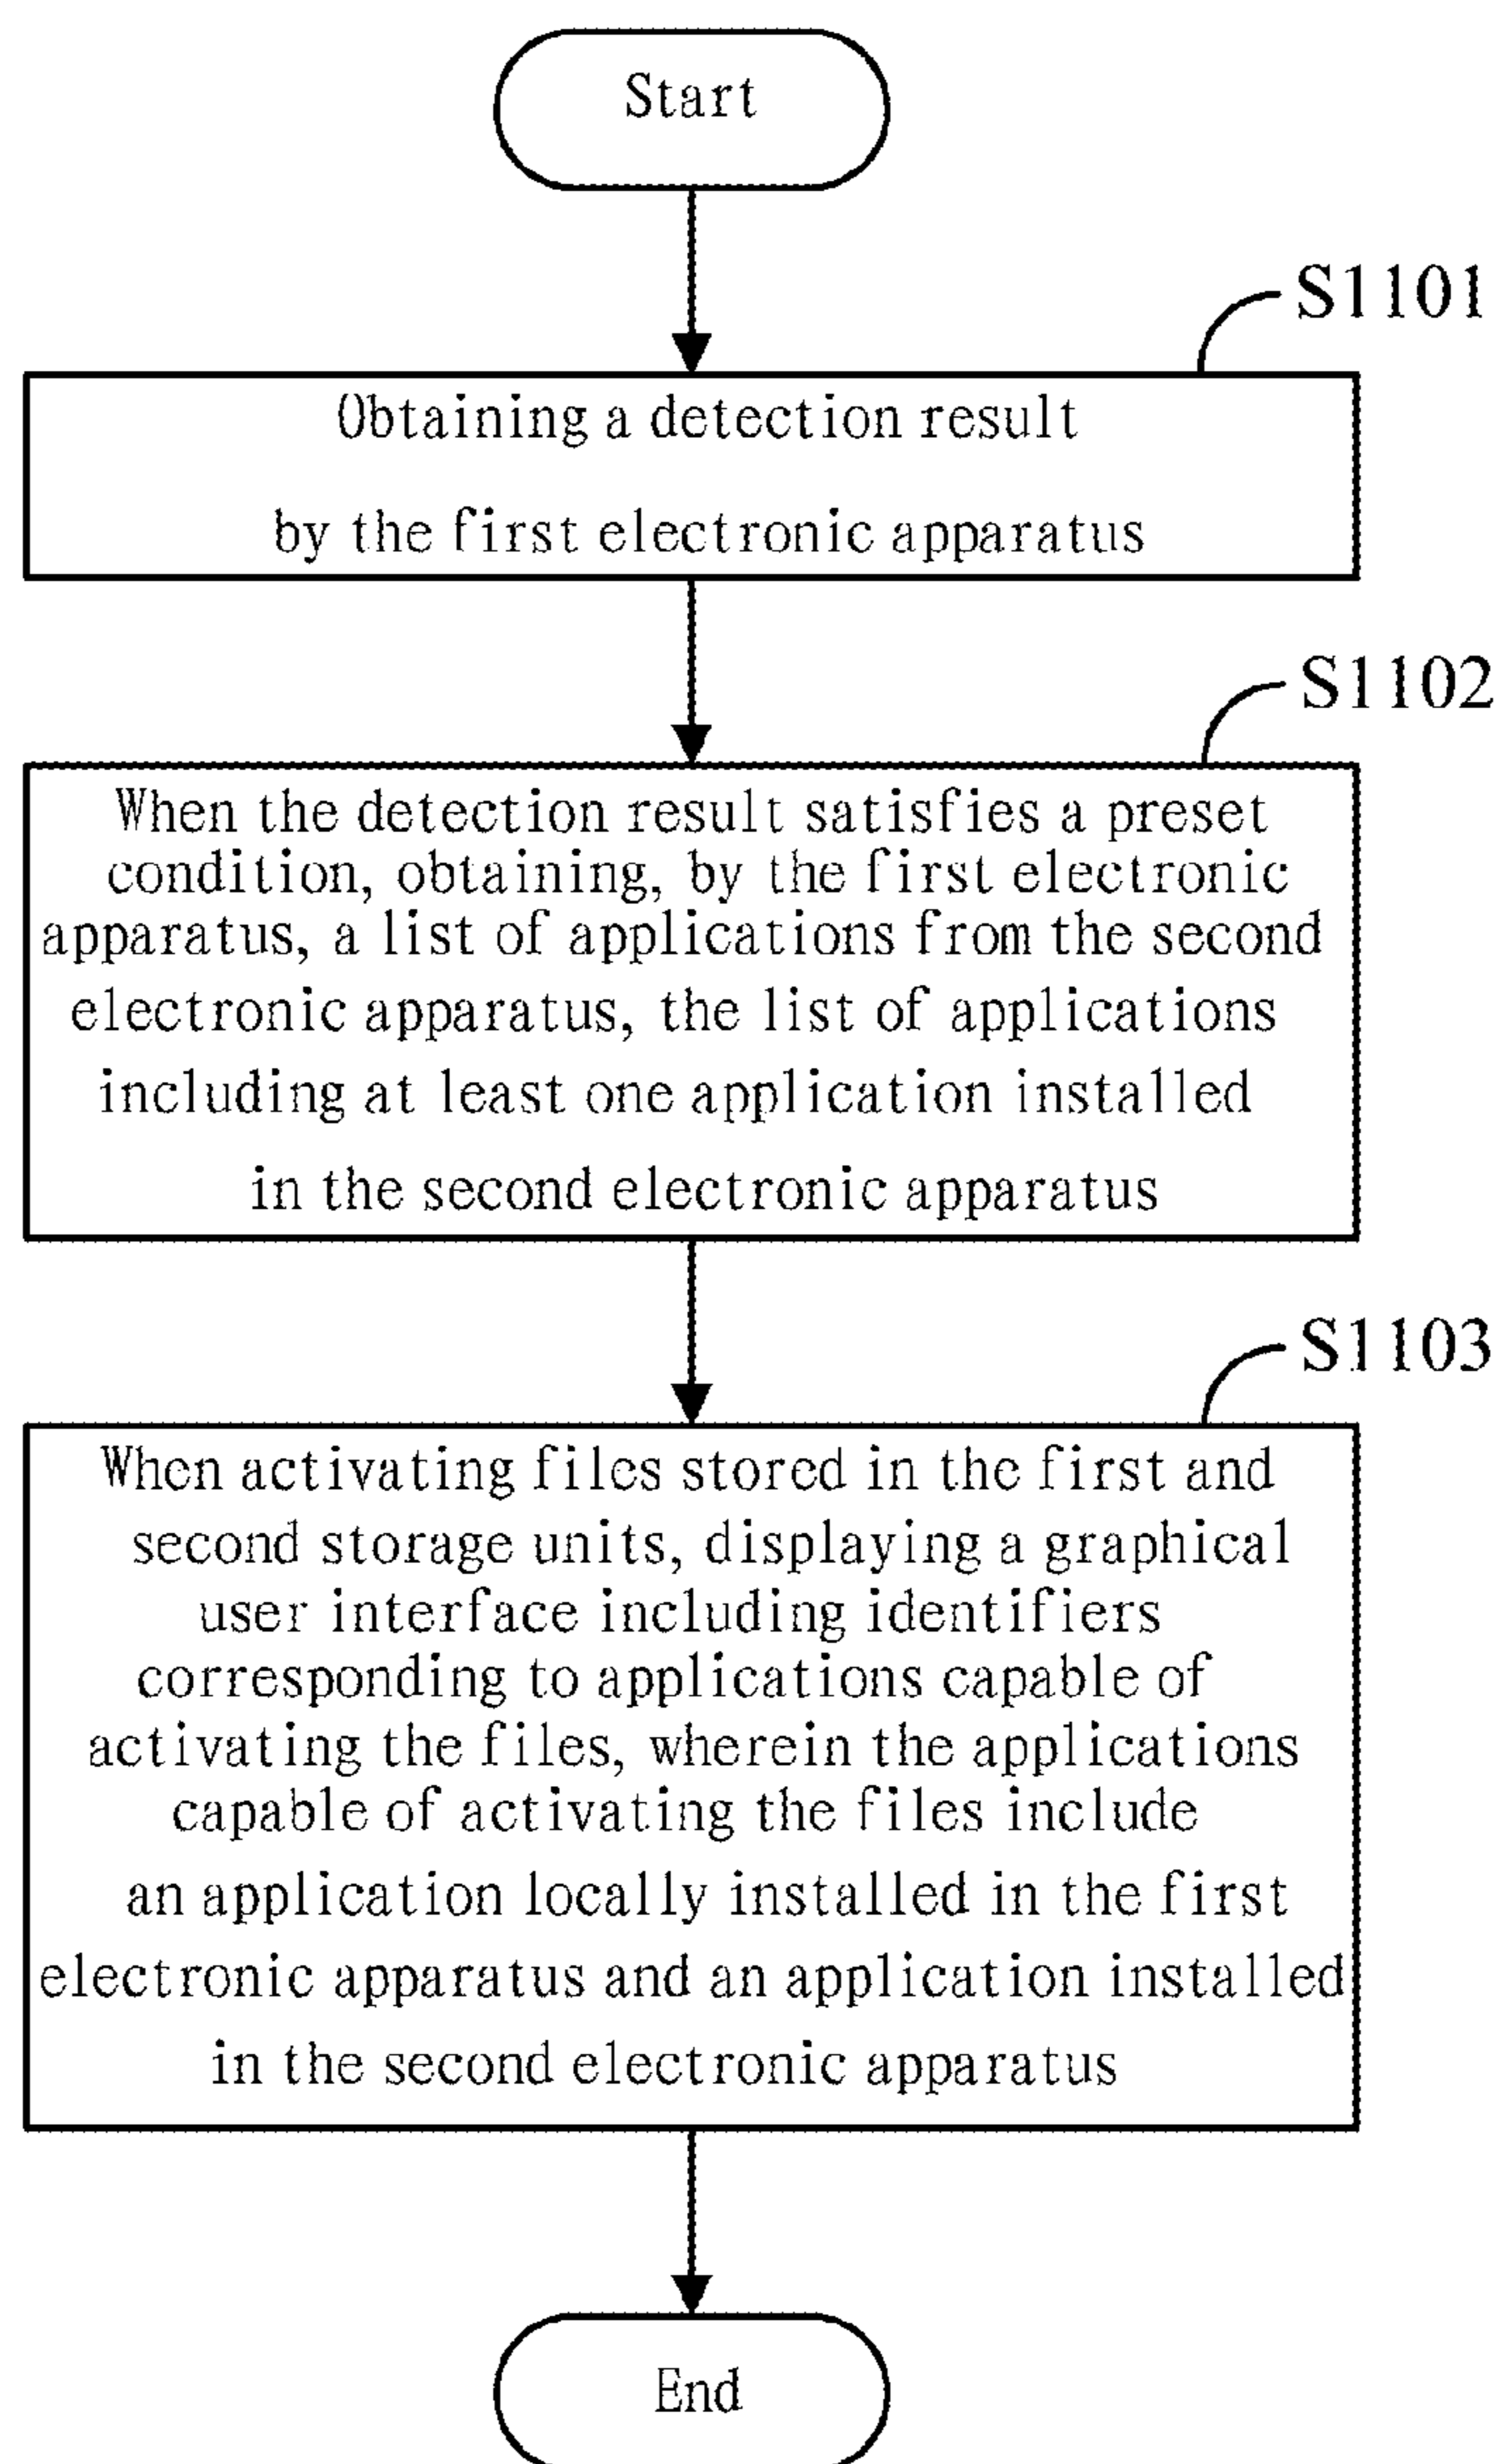 Start
S1101
Obtaining a detection result
by the first electronic apparatus
S1102
When the detection result satisfies a preset
condition, obtaining, by the first electronic
apparatus, a list of applications from the second
electronic apparatus, the list of applications
including at least one application installed
in the second electronic apparatus
S1103
When activating files stored in the first and
second storage units, displaying a graphical
user interface including identifiers
corresponding to applications capable of
activating the files, wherein the applications
capable of activating the files include
an application locally installed in the first
electronic apparatus and an application installed
in the second electronic apparatus
End